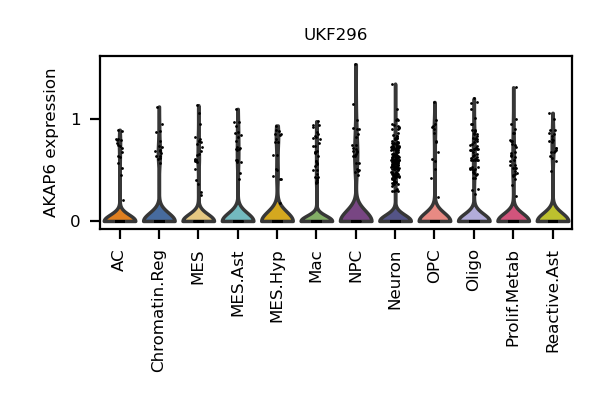 UKF296
AKAP6 expression
1
0
AC
Chromatin.Reg
MES
MES.Ast
MES.Hyp
Mac
NPC
Neuron
OPC
Oligo
Prolif.Metab
Reactive.Ast